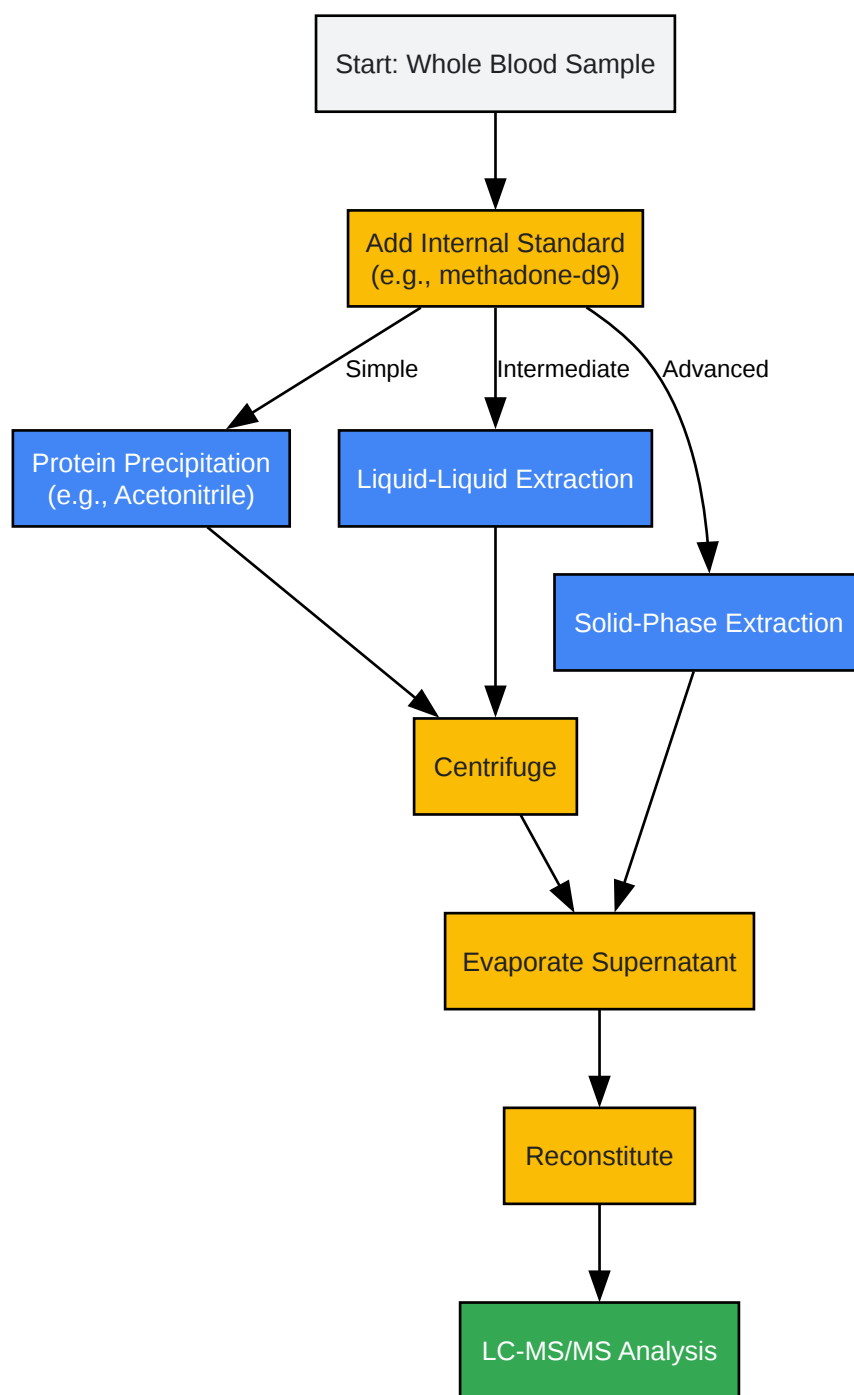 Start: Whole Blood Sample
Add Internal Standard
(e.g., methadone-d9)
Simple
Intermediate
Advanced
Protein Precipitation
(e.g., Acetonitrile)
Liquid-Liquid Extraction
Solid-Phase Extraction
Centrifuge
Evaporate Supernatant
Reconstitute
LC-MS/MS Analysis